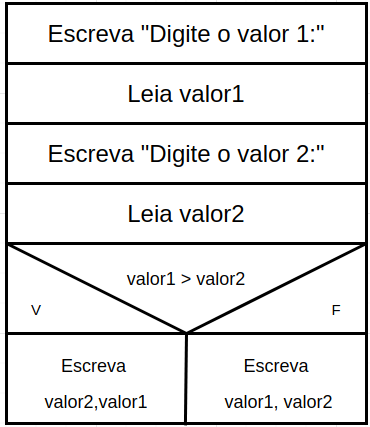 Escreva "Digite o valor 1:"
Leia valor1
Escreva "Digite o valor 2:"
Leia valor2
valor1 > valor2
V
F
Escreva
valor2,valor1
Escreva
valor1, valor2